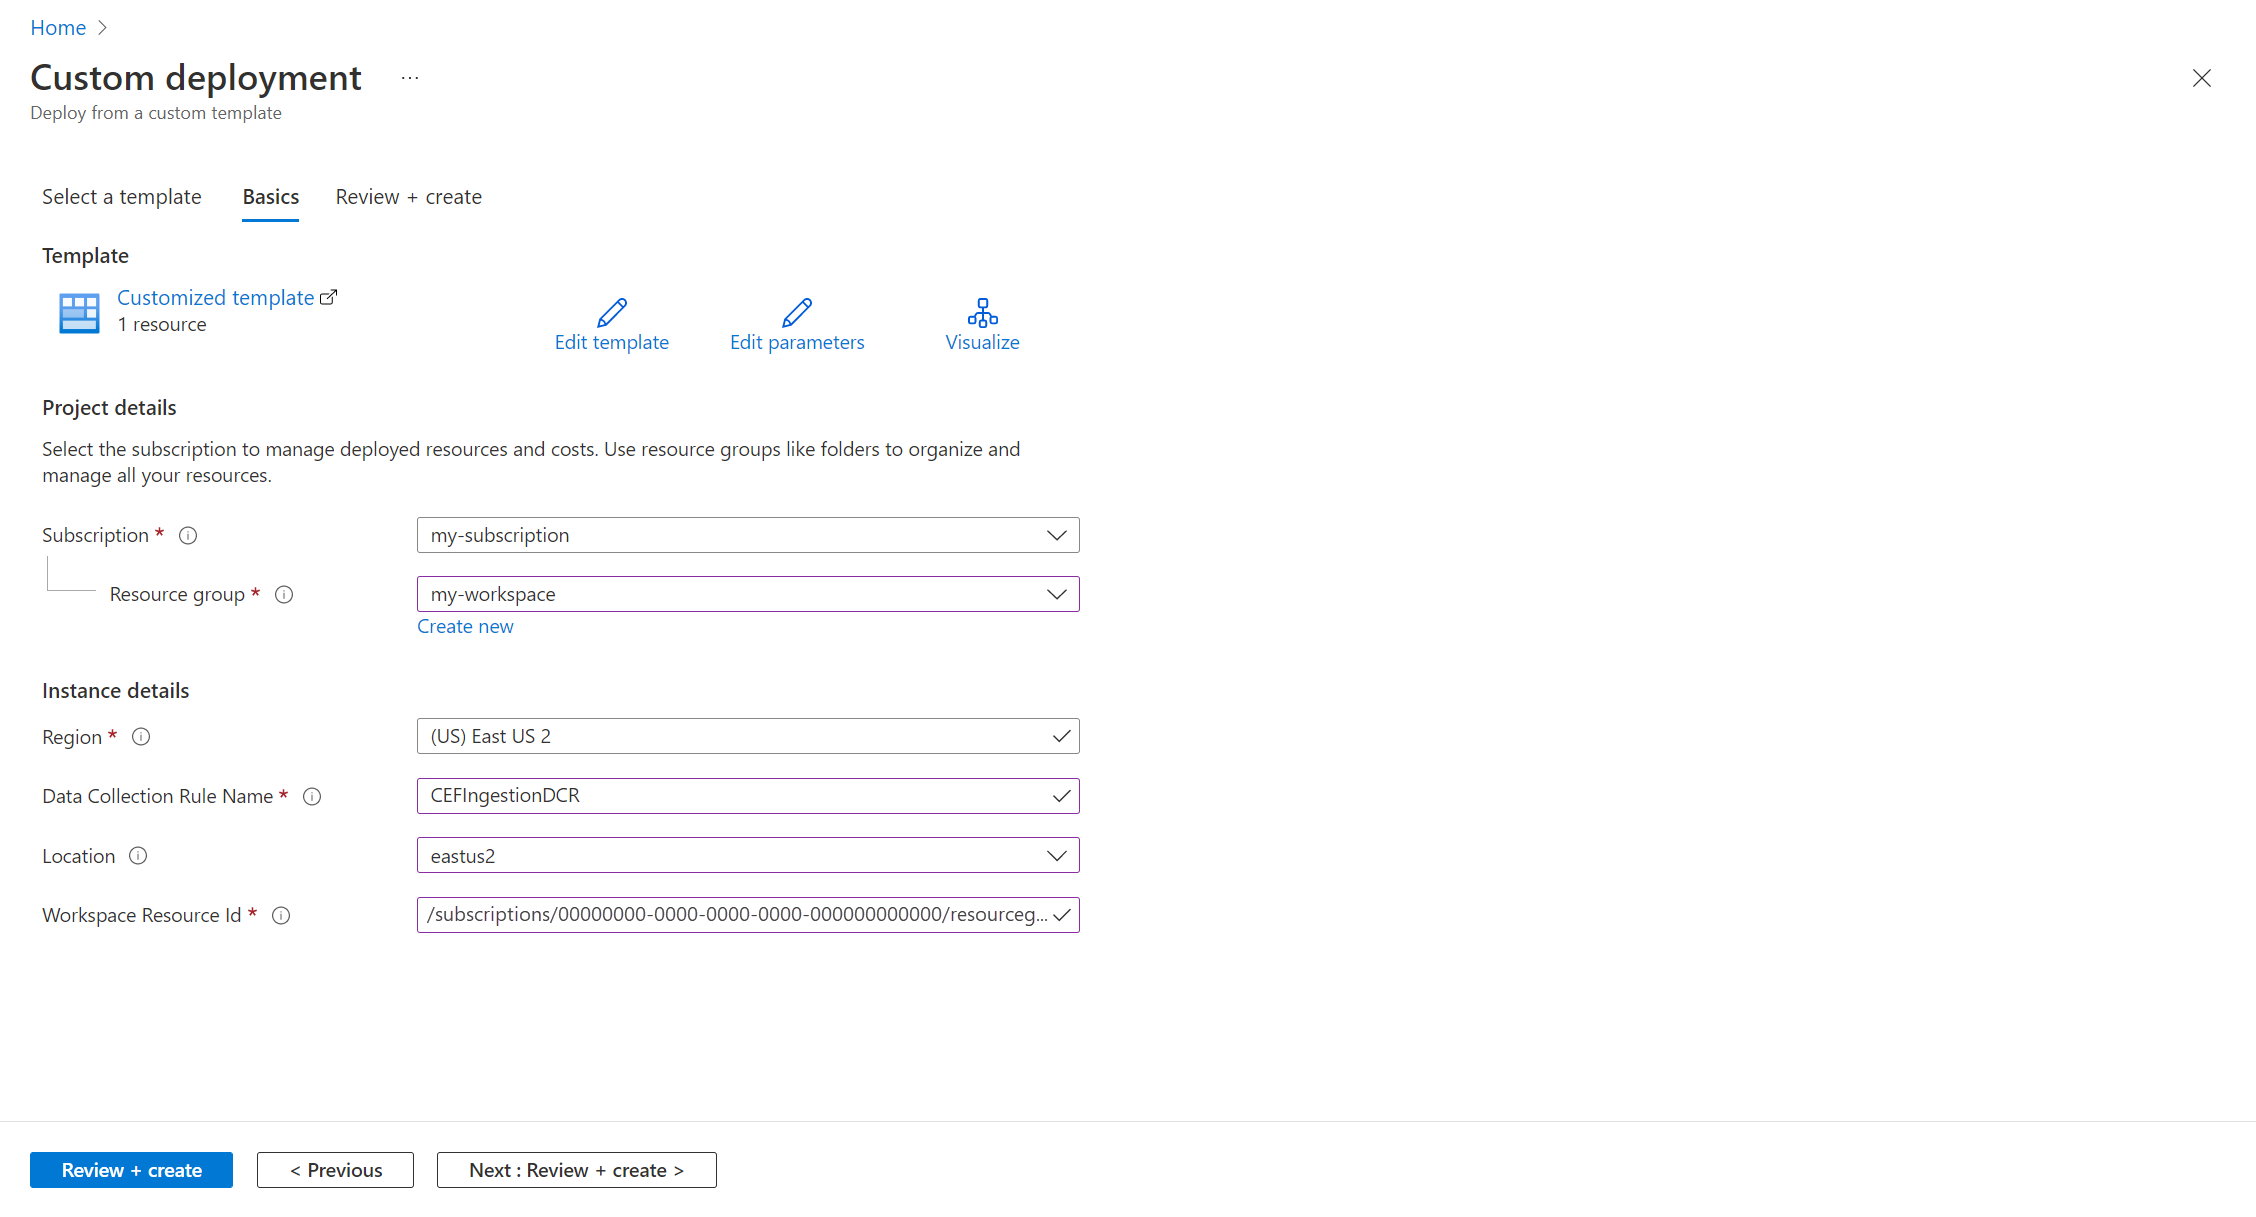 Home
Custom deployment ...
Deploy from a custom template
Select a template Basics Review + create
Template
Customized template
1 resource
Edit template Edit parameters Visualize
Project details
Select the subscription to manage deployed resources and costs. Use resource groups like folders to organize and
manage all your resources.
Subscription * my-subscription
Resource group * my-workspace
Create new
Instance details
Region * (US) East US 2
Data Collection Rule Name * CEFIngestionDCR
Location eastus2
Workspace Resource Id * /subscriptions/00000000-0000-0000-0000-000000000000/resourceg...
Review + create < Previous Next : Review + create >